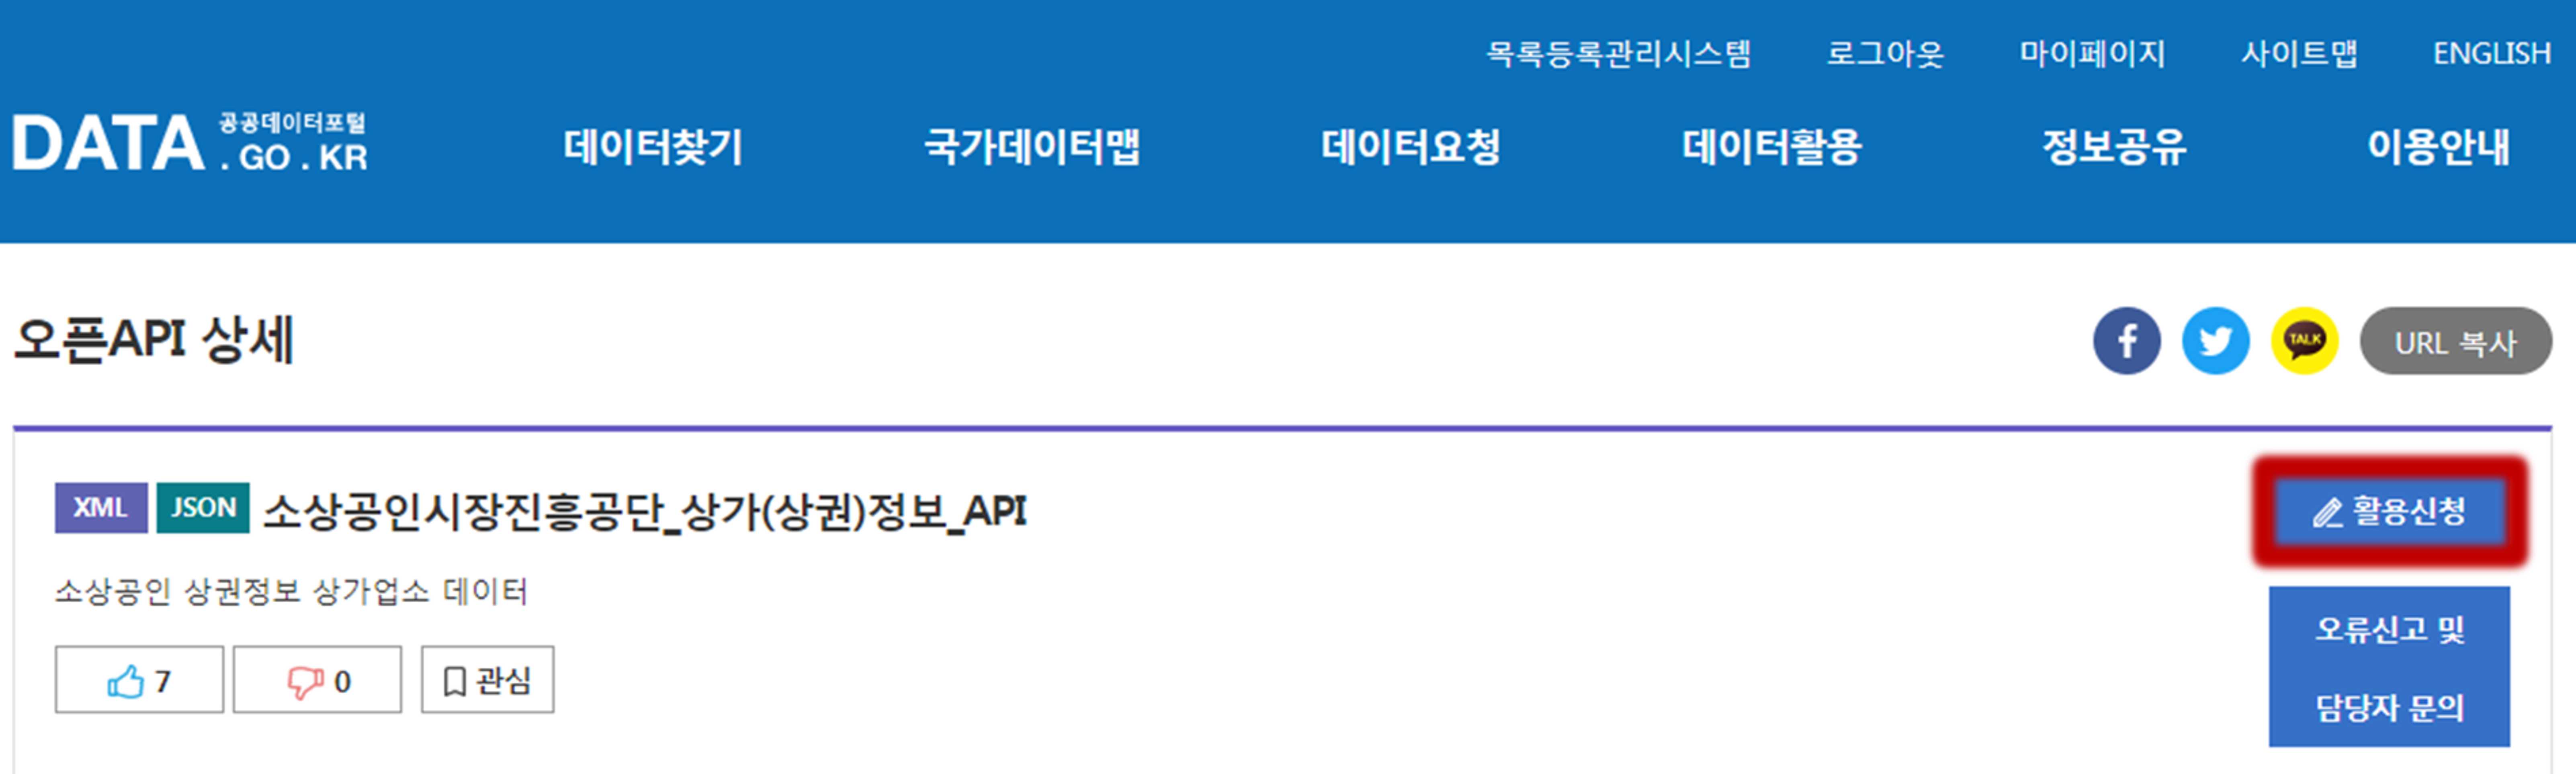 목록등록관리시스템 로그아웃 마이페이지 사이트맵 ENGLISH
DATA 공공데이터포털
. GO . KR
데이터찾기 국가데이터맵 데이터요청 데이터활용 정보공유 이용안내
오픈API 상세
f TALK URL 복사
XML JSON 소상공인시장진흥공단_상가(상권)정보_API
활용신청
소상공인 상권정보 상가업소 데이터
오류신고 및
담당자 문의
7 0 관심